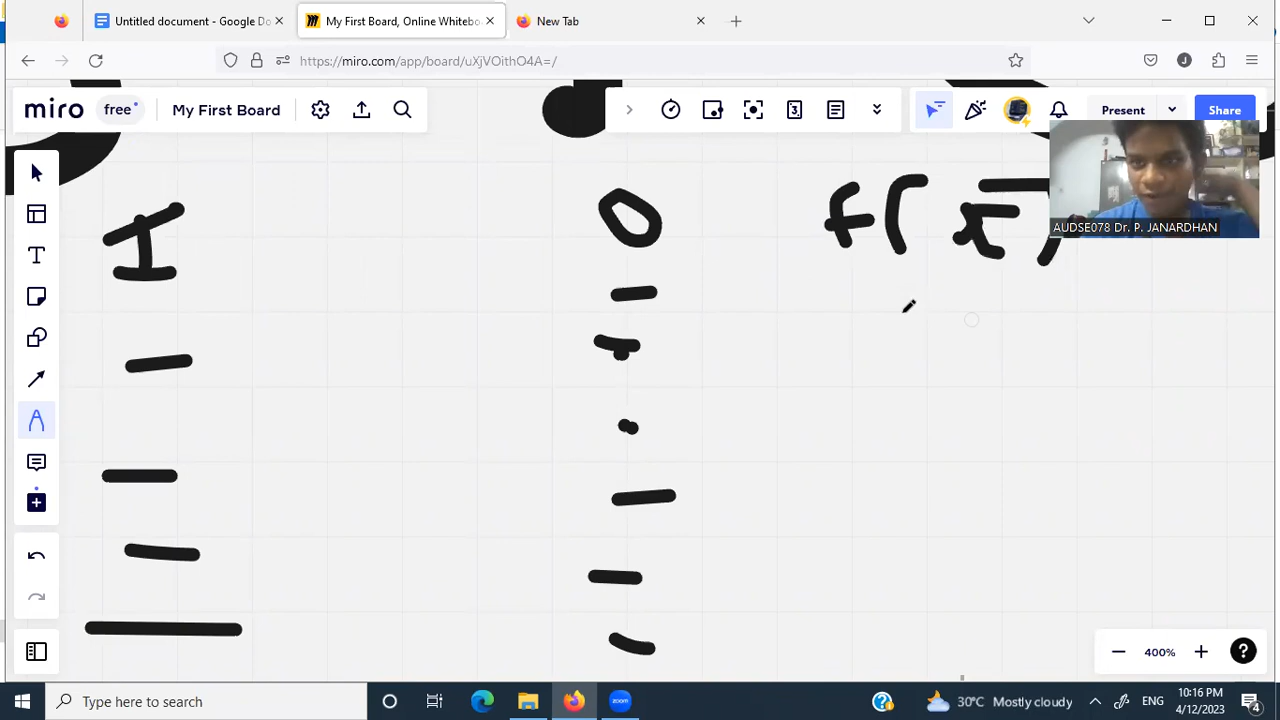 Untitled document - Google Do
My First Board, Online Whitebo
New Tab
https://miro.com/app/board/uXjVOithO4A=/
miro free My First Board
Present
Share
AUDSE078 Dr. P. JANARDHAN
I
O
f(x̄)
400%
Type here to search
30°C Mostly cloudy
ENG
10:16 PM
4/12/2023
4